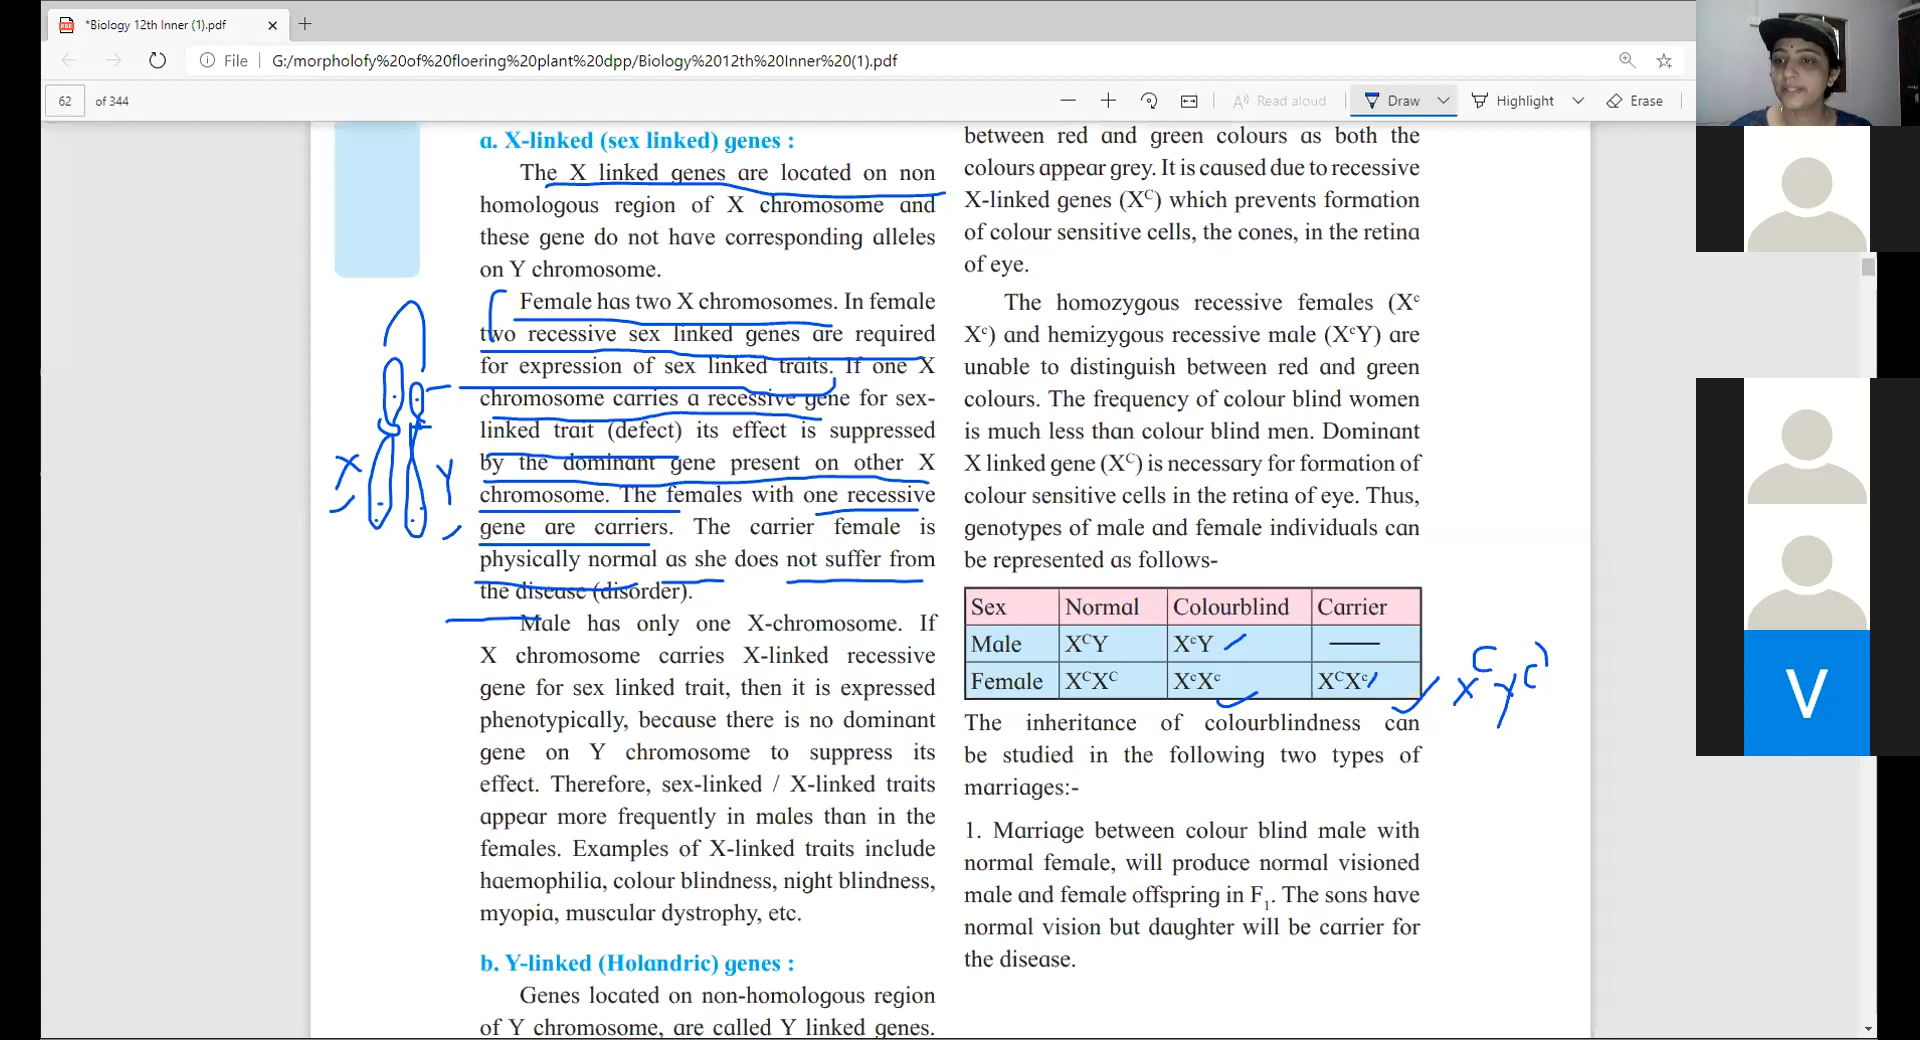 *Biology 12th Inner (1).pdf
File G:/morpholofy%20of%20floering%20plant%20dpp/Biology%2012th%20Inner%20(1).pdf
62 of 344
Read aloud Draw Highlight Erase
a. X-linked (sex linked) genes :
The X linked genes are located on non
homologous region of X chromosome and
these gene do not have corresponding alleles
on Y chromosome.
Female has two X chromosomes. In female
two recessive sex linked genes are required
for expression of sex linked traits. If one X
chromosome carries a recessive gene for sex-
linked trait (defect) its effect is suppressed
by the dominant gene present on other X
chromosome. The females with one recessive
gene are carriers. The carrier female is
physically normal as she does not suffer from
the disease (disorder).
Male has only one X-chromosome. If
X chromosome carries X-linked recessive
gene for sex linked trait, then it is expressed
phenotypically, because there is no dominant
gene on Y chromosome to suppress its
effect. Therefore, sex-linked / X-linked traits
appear more frequently in males than in the
females. Examples of X-linked traits include
haemophilia, colour blindness, night blindness,
myopia, muscular dystrophy, etc.
b. Y-linked (Holandric) genes :
Genes located on non-homologous region
of Y chromosome, are called Y linked genes.
X Y
between red and green colours as both the
colours appear grey. It is caused due to recessive
X-linked genes (Xᶜ) which prevents formation
of colour sensitive cells, the cones, in the retina
of eye.
The homozygous recessive females (Xᶜ
Xᶜ) and hemizygous recessive male (XᶜY) are
unable to distinguish between red and green
colours. The frequency of colour blind women
is much less than colour blind men. Dominant
X linked gene (Xᶜ) is necessary for formation of
colour sensitive cells in the retina of eye. Thus,
genotypes of male and female individuals can
be represented as follows-
Sex Normal Colourblind Carrier
Male XᶜY XᶜY —
Female XᶜXᶜ XᶜXᶜ XᶜXᶜ
X^C Y^C
The inheritance of colourblindness can
be studied in the following two types of
marriages:-
1. Marriage between colour blind male with
normal female, will produce normal visioned
male and female offspring in F₁. The sons have
normal vision but daughter will be carrier for
the disease.
V